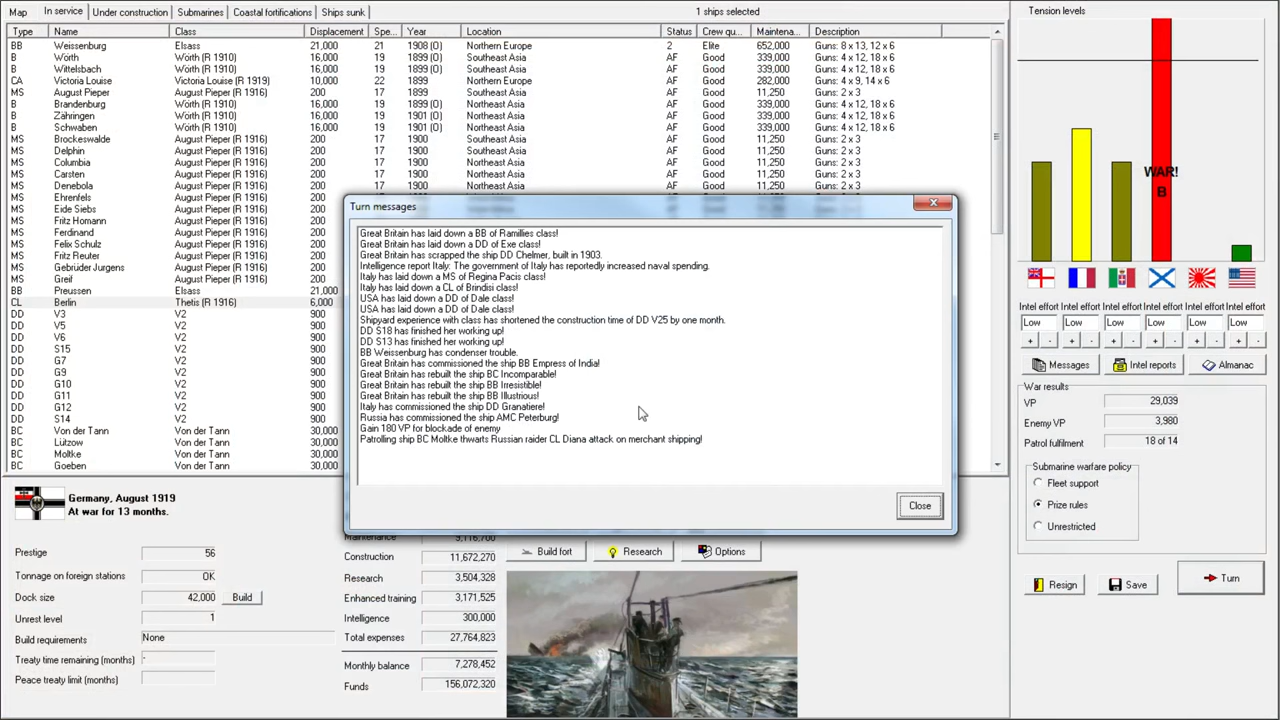 Map In service Under construction Submarines Coastal fortifications Ships sunk 1 ships selected Tension levels
Type Name Class Displacement Spe... Year Location Status Crew qu... Maintena... Description
BB Weissenburg Elsass 21,000 21 1908 (O) Northern Europe 2 Elite 652,000 Guns: 8 x 13, 12 x 6
B Wörth Wörth (R 1910) 16,000 19 1899 (O) Southeast Asia AF Good 339,000 Guns: 4 x 12, 18 x 6
B Wittelsbach Wörth (R 1910) 16,000 19 1899 (O) Southeast Asia AF Good 339,000 Guns: 4 x 12, 18 x 6
CA Victoria Louise Victoria Louise (R 1919) 10,000 22 1899 Northern Europe AF Good 282,000 Guns: 4 x 9, 14 x 6
MS August Pieper August Pieper (R 1916) 200 17 1899 Southeast Asia AF Good 11,250 Guns: 2 x 3
B Brandenburg Wörth (R 1910) 16,000 19 1899 (O) Northeast Asia AF Good 339,000 Guns: 4 x 12, 18 x 6
B Zähringen Wörth (R 1910) 16,000 19 1901 (O) Northeast Asia AF Good 339,000 Guns: 4 x 12, 18 x 6
B Schwaben Wörth (R 1910) 16,000 19 1901 (O) Northeast Asia AF Good 339,000 Guns: 4 x 12, 18 x 6
MS Brockeswalde August Pieper (R 1916) 200 17 1900 Southeast Asia AF Good 11,250 Guns: 2 x 3
MS Delphin August Pieper (R 1916) 200 17 1900 Southeast Asia AF Good 11,250 Guns: 2 x 3
MS Columbia August Pieper (R 1916) 200 17 1900 Northeast Asia AF Good 11,250 Guns: 2 x 3
MS Carsten August Pieper (R 1916) 200 17 1900 Northeast Asia AF Good 11,250 Guns: 2 x 3
MS Denebola August Pieper (R 1916) 200 17 1900 Northeast Asia AF Good 11,250 Guns: 2 x 3
MS Ehrenfels August Pieper (R 1916) 200
MS Eide Siebs August Pieper (R 1916) 200
MS Fritz Homann August Pieper (R 1916) 200
MS Ferdinand August Pieper (R 1916) 200
MS Felix Schulz August Pieper (R 1916) 200
MS Fritz Reuter August Pieper (R 1916) 200
MS Gebrüder Jurgens August Pieper (R 1916) 200
MS Greif August Pieper (R 1916) 200
BB Preussen Elsass 21,000
CL Berlin Thetis (R 1916) 6,000
DD V3 V2 900
DD V5 V2 900
DD V6 V2 900
DD S15 V2 900
DD G7 V2 900
DD G9 V2 900
DD G10 V2 900
DD G11 V2 900
DD G12 V2 900
DD S14 V2 900
BC Von der Tann Von der Tann 30,000
BC Lützow Von der Tann 30,000
BC Moltke Von der Tann 30,000
BC Goeben Von der Tann 30,000
Turn messages
Great Britain has laid down a BB of Ramillies class!
Great Britain has laid down a DD of Exe class!
Great Britain has scrapped the ship DD Chelmer, built in 1903.
Intelligence report Italy: The government of Italy has reportedly increased naval spending.
Italy has laid down a MS of Regina Pacis class!
Italy has laid down a CL of Brindisi class!
USA has laid down a DD of Dale class!
USA has laid down a DD of Dale class!
Shipyard experience with class has shortened the construction time of DD V25 by one month.
DD S18 has finished her working up!
DD S13 has finished her working up!
BB Weissenburg has condenser trouble.
Great Britain has commissioned the ship BB Empress of India!
Great Britain has rebuilt the ship BC Incomparable!
Great Britain has rebuilt the ship BB Irresistible!
Great Britain has rebuilt the ship BB Illustrious!
Italy has commissioned the ship DD Granatiere!
Russia has commissioned the ship AMC Peterburg!
Gain 180 VP for blockade of enemy
Patrolling ship BC Moltke thwarts Russian raider CL Diana attack on merchant shipping!
Close
WAR!
B
Intel effort Intel effort Intel effort Intel effort Intel effort Intel effort
Low Low Low Low Low Low
+ - + - + - + - + - + -
Messages Intel reports Almanac
War results
VP 29,039
Enemy VP 3,980
Patrol fulfilment 18 of 14
Submarine warfare policy
Fleet support
Prize rules
Unrestricted
Resign Save Turn
Germany, August 1919
At war for 13 months.
Prestige 56
Tonnage on foreign stations OK
Dock size 42,000 Build
Unrest level 1
Build requirements None
Treaty time remaining (months) -
Peace treaty limit (months)
Maintenance 9,116,700
Construction 11,672,270
Research 3,504,328
Enhanced training 3,171,525
Intelligence 300,000
Total expenses 27,764,823
Monthly balance 7,278,452
Funds 156,072,320
Build fort Research Options